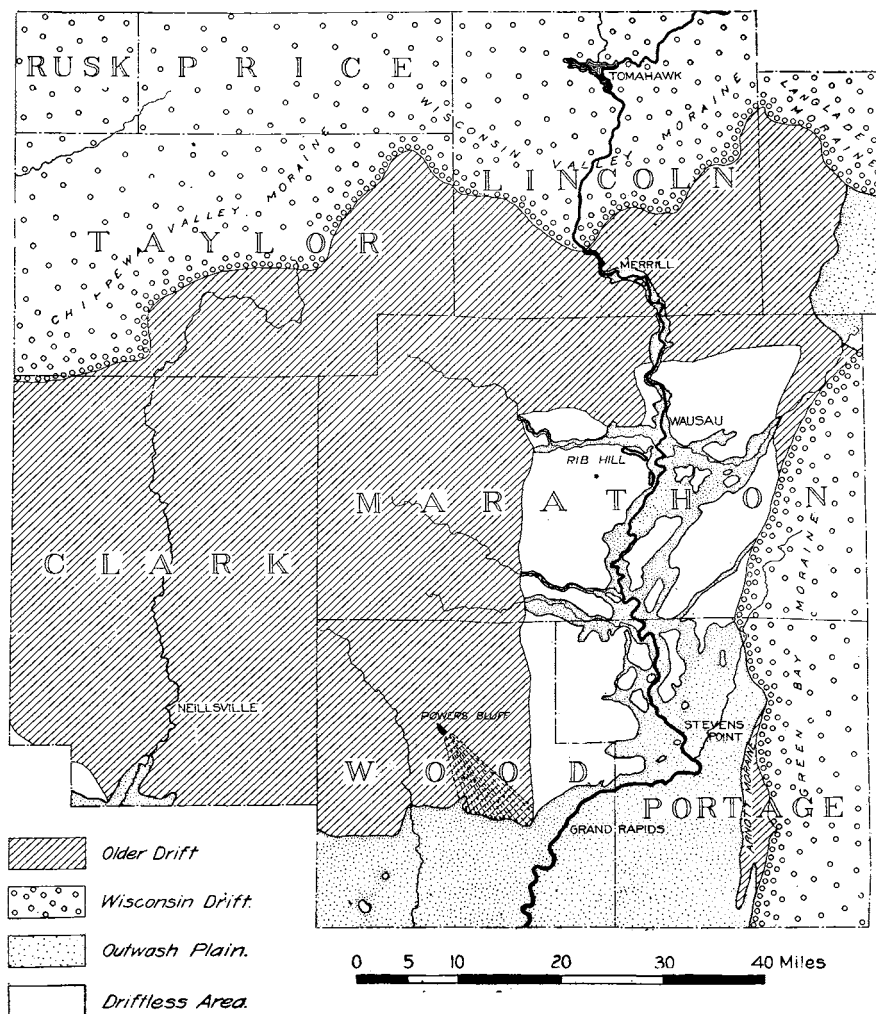 RUSK
PRICE
TOMAHAWK
WISCONSIN VALLEY MORAINE
LANGLADE MORAINE
LINCOLN
CHIPPEWA VALLEY MORAINE
TAYLOR
MERRILL
WAUSAU
RIB HILL
MARATHON
CLARK
GREEN BAY MORAINE
NEILLSVILLE
POWERS BLUFF
STEVENS
POINT
WOOD
PORTAGE
ARNOTT MORAINE
GRAND RAPIDS
Older Drift
Wisconsin Drift.
Outwash Plain.
Driftless Area.
0 5 10 20 30 40 Miles